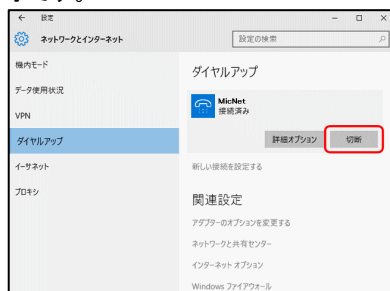 ← 設定
ネットワークとインターネット
設定の検索
機内モード
データ使用状況
VPN
ダイヤルアップ
イーサネット
プロキシ
ダイヤルアップ
MicNet
接続済み
詳細オプション
切断
新しい接続を設定する
関連設定
アダプターのオプションを変更する
ネットワークと共有センター
インターネット オプション
Windows ファイアウォール